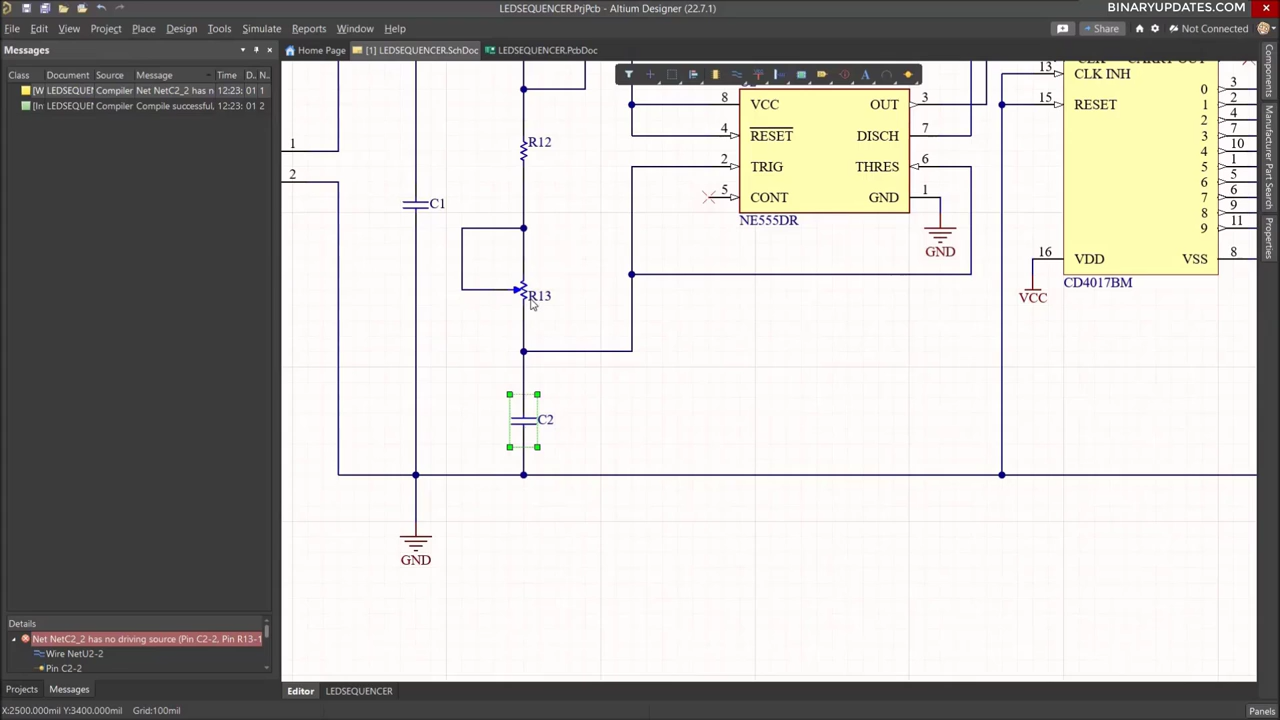 LEDSEQUENCER.PrjPcb - Altium Designer (22.7.1)
BINARYUPDATES.COM
File Edit View Project Place Design Tools Simulate Reports Window Help
Share
Not Connected
Messages
Home Page
[1] LEDSEQUENCER.SchDoc
LEDSEQUENCER.PcbDoc
Class Document Source Message Time D. N.
[W LEDSEQUEN Compiler Net NetC2_2 has n 12:23: 01 1
[In LEDSEQUEN Compiler Compile successful, 12:23: 01 2
Components
Manufacturer Part Search
Properties
1
2
C1
GND
R12
R13
C2
8 VCC OUT 3
4 RESET DISCH 7
2 TRIG THRES 6
5 CONT GND 1
NE555DR
GND
13 CLK INH
15 RESET
0 3
1 2
2 4
3 7
4 10
5 1
6 5
7 6
8 9
9 11
16 VDD VSS 8
CD4017BM
VCC
Details
Net NetC2_2 has no driving source (Pin C2-2, Pin R13-1
Wire NetU2-2
Pin C2-2
Projects Messages
Editor LEDSEQUENCER
X:2500.000mil Y:3400.000mil Grid:100mil
Panels